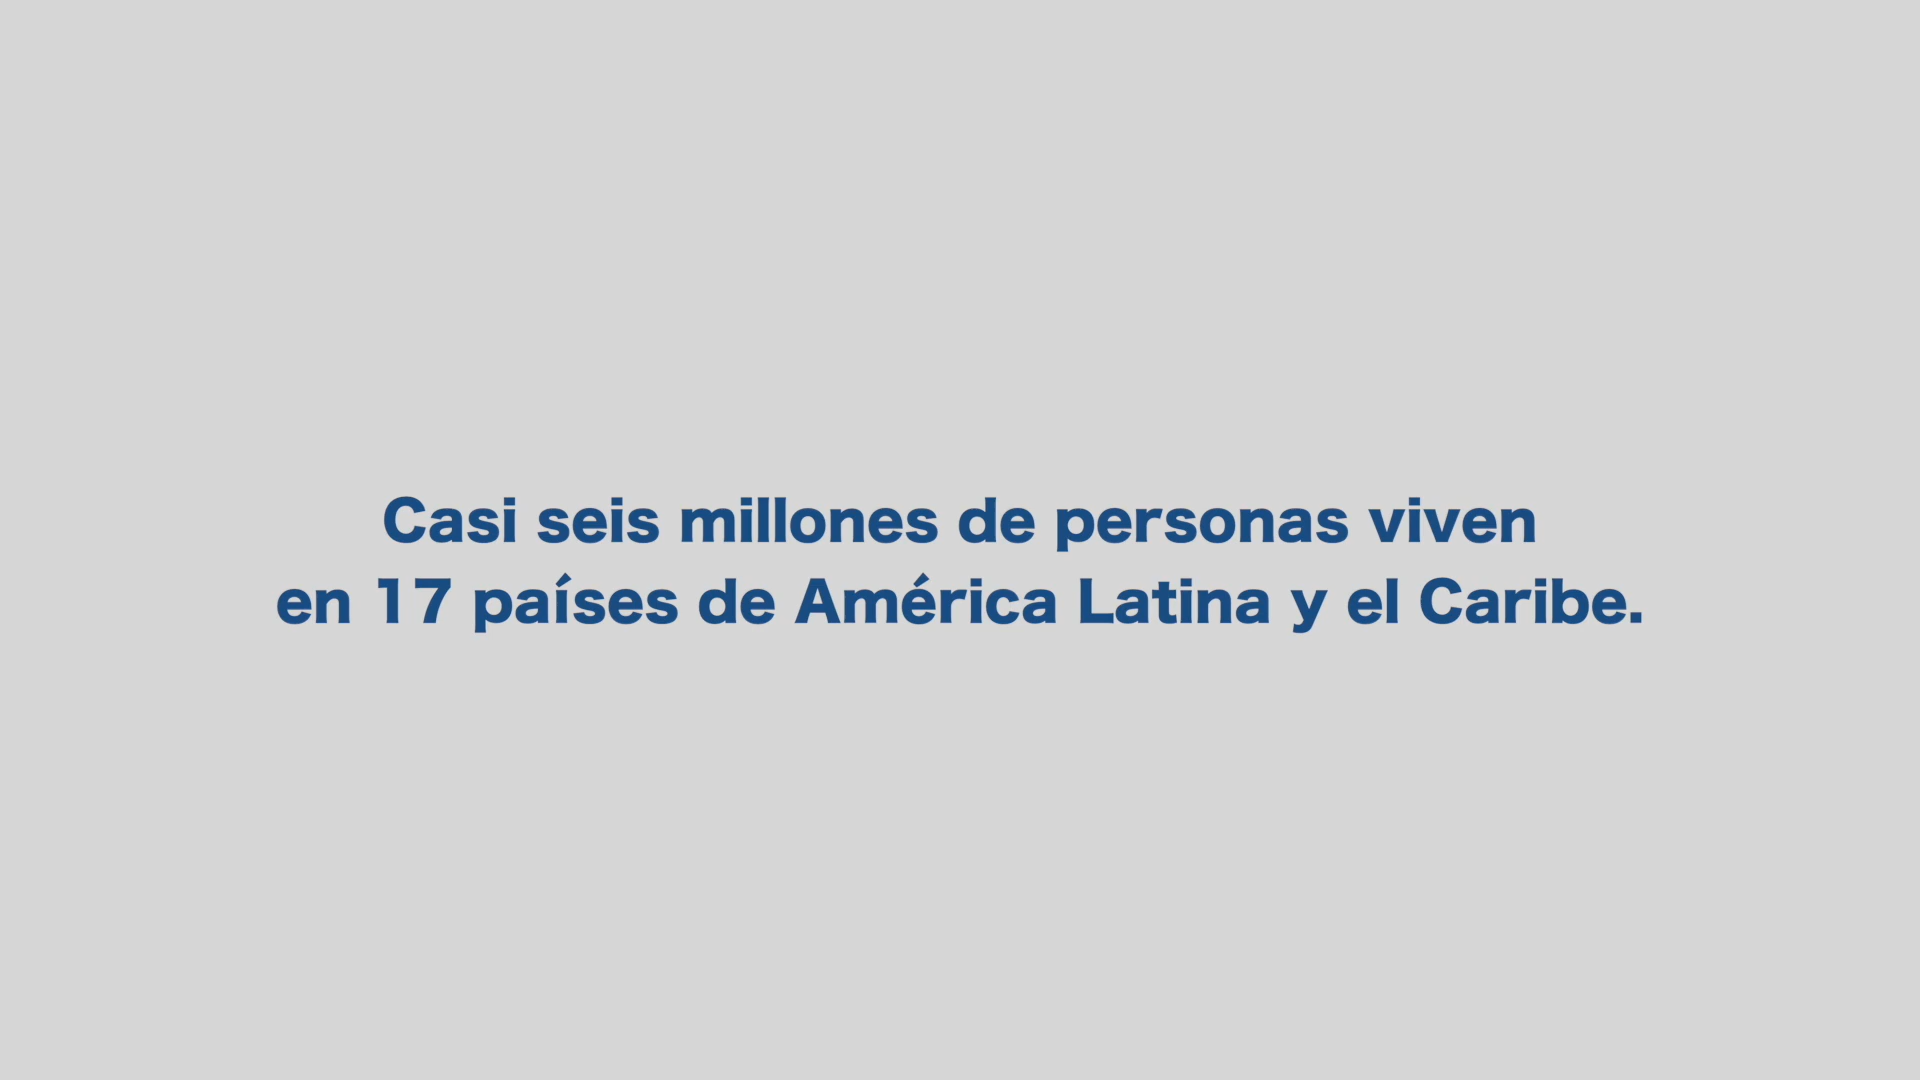 Casi seis millones de personas viven
en 17 países de América Latina y el Caribe.